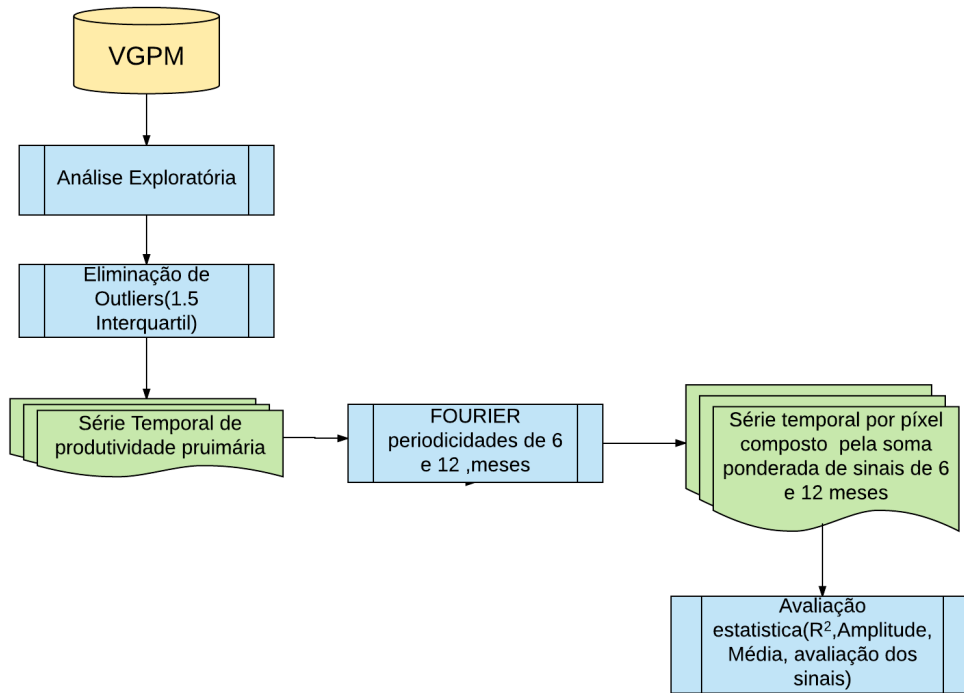 VGPM
Análise Exploratória
Eliminação de
Outliers(1.5
Interquartil)
Série Temporal de
produtividade pruimária
FOURIER
periodicidades de 6
e 12 ,meses
Série temporal por píxel
composto  pela soma
ponderada de sinais de 6
e 12 meses
Avaliação
estatistica(R²,Amplitude,
Média, avaliação dos
sinais)